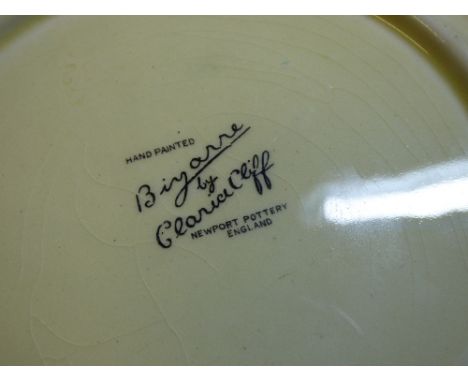 HAND PAINTED
Bizarre
by
Clarice Cliff
NEWPORT POTTERY
ENGLAND